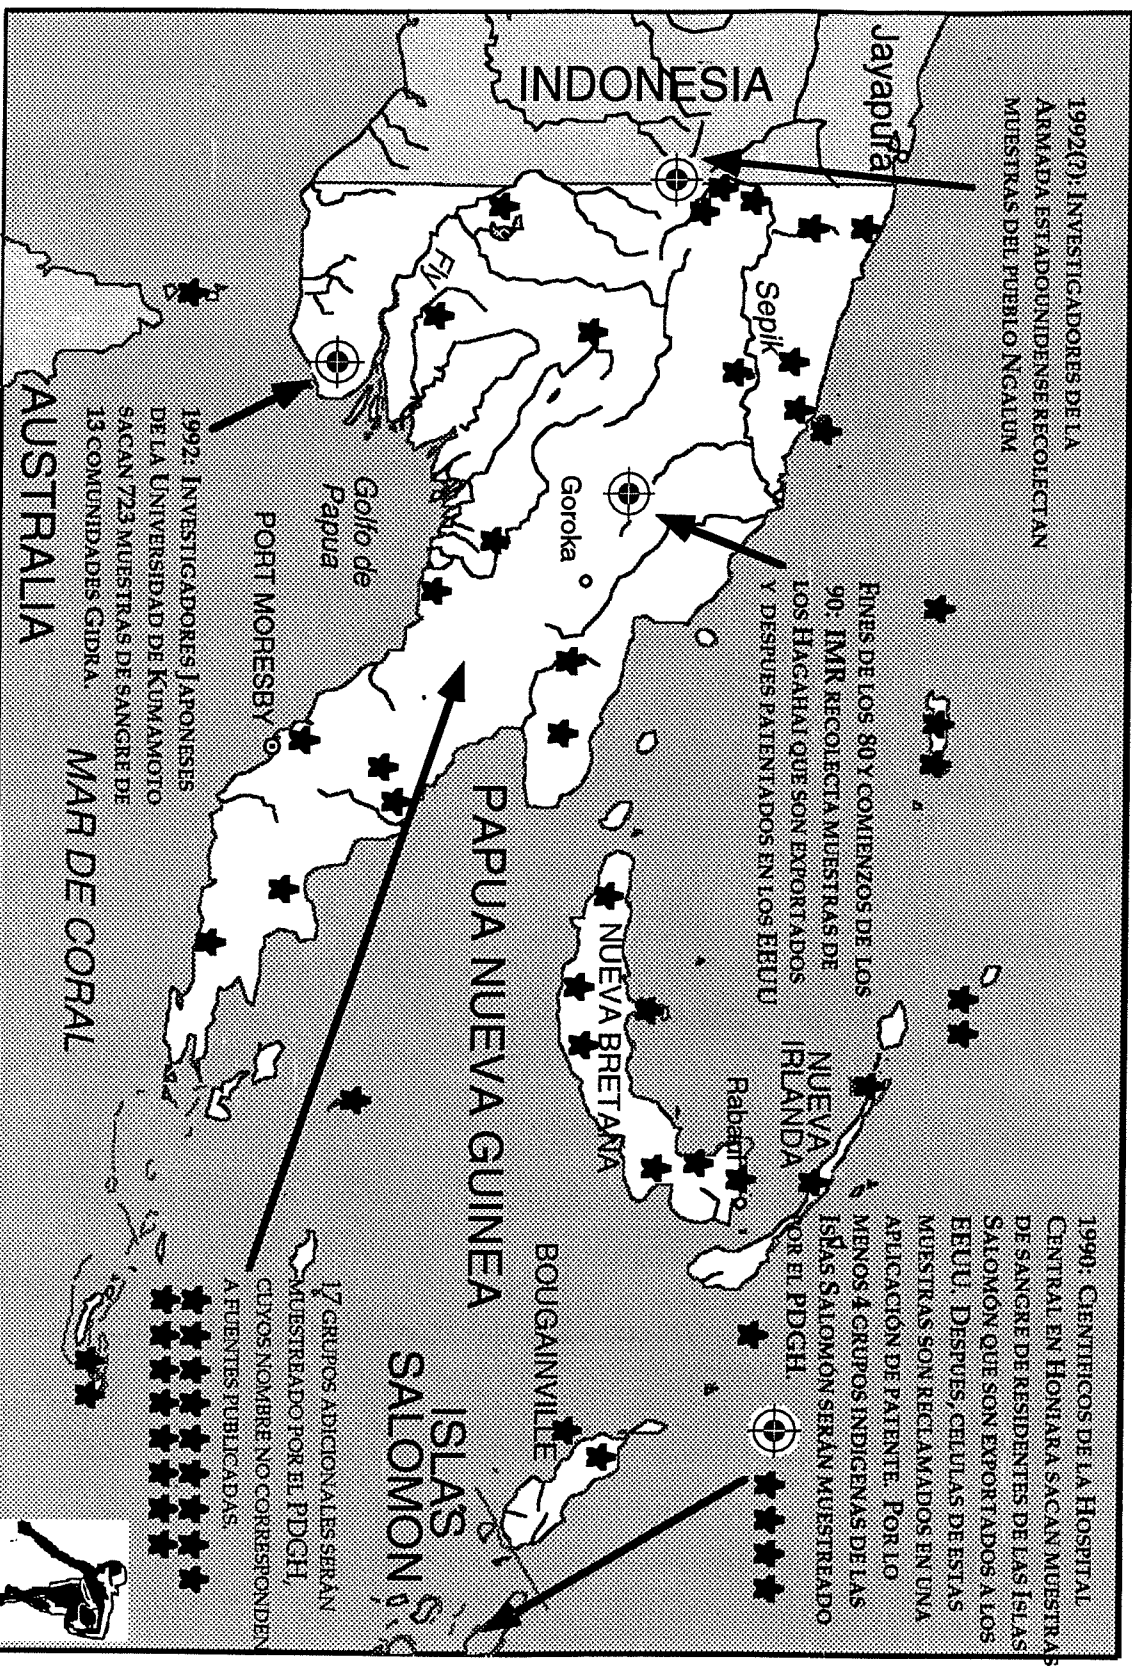 1992(?): INVESTIGADORES DE LA
ARMADA ESTADOUNIDENSE RECOLECTAN
MUESTRAS DEL PUEBLO NGALUM
Jayapura
INDONESIA
FINES DE LOS 80 Y COMIENZOS DE LOS
90: IMR RECOLECTA MUESTRAS DE
LOS HAGAHAI QUE SON EXPORTADOS
Y DESPUES PATENTADOS EN LOS EEUU
1990: CIENTIFICOS DE LA HOSPITAL
CENTRAL EN HONIARA SACAN MUESTRAS
DE SANGRE DE RESIDENTES DE LAS ISLAS
SALOMÓN QUE SON EXPORTADOS A LOS
EEUU. DESPUES, CELULAS DE ESTAS
MUESTRAS SON RECLAMADOS EN UNA
APLICACIÓN DE PATENTE. POR LO
MENOS 4 GRUPOS INDIGENAS DE LAS
ISLAS SALOMÓN SERÁN MUESTREADO
POR EL PDGH.
Sepik
Fly
Goroka
NUEVA
IRLANDA
Rabaul
NUEVA BRETANA
BOUGAINVILLE
PAPUA NUEVA GUINEA
ISLAS
SALOMON
Golfo de
Papua
PORT MORESBY
1992: INVESTIGADORES JAPONESES
DE LA UNIVERSIDAD DE KUMAMOTO
SACAN 723 MUESTRAS DE SANGRE DE
13 COMUNIDADES GIDRA.
17 GRUPOS ADICIONALES SERÁN
MUESTREADO POR EL PDGH,
CUYOS NOMBRE NO CORRESPONDEN
A FUENTES PUBLICADAS.
MAR DE CORAL
AUSTRALIA